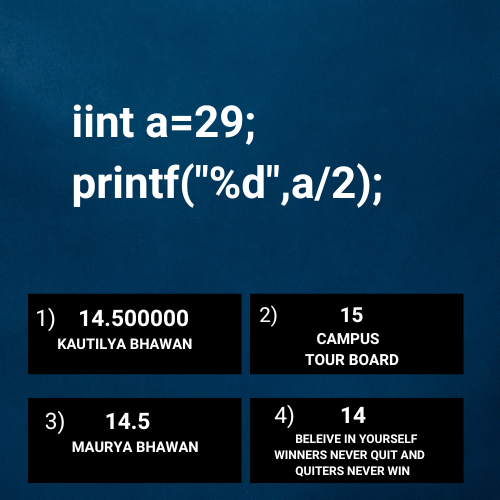 iint a=29;
printf("%d",a/2);
1) 14.500000
KAUTILYA BHAWAN
2) 15
CAMPUS
TOUR BOARD
3) 14.5
MAURYA BHAWAN
4) 14
BELEIVE IN YOURSELF
WINNERS NEVER QUIT AND
QUITERS NEVER WIN